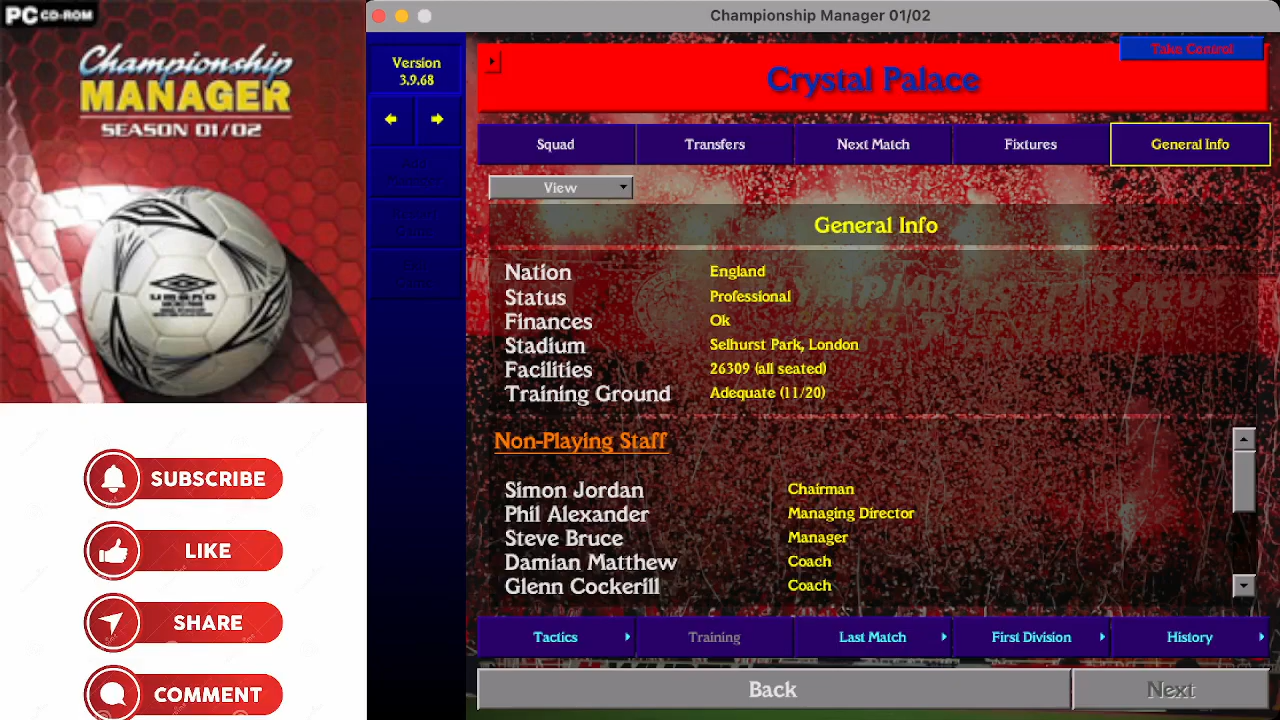 PC CD-ROM
Championship
MANAGER
SEASON 01/02
UMBRO
SUBSCRIBE
LIKE
SHARE
COMMENT
Championship Manager 01/02
Version
3.9.68
Take Control
Crystal Palace
Squad
Transfers
Next Match
Fixtures
General Info
View
General Info
Nation England
Status Professional
Finances Ok
Stadium Selhurst Park, London
Facilities 26309 (all seated)
Training Ground Adequate (11/20)
Non-Playing Staff
Simon Jordan Chairman
Phil Alexander Managing Director
Steve Bruce Manager
Damian Matthew Coach
Glenn Cockerill Coach
Tactics
Training
Last Match
First Division
History
Back
Next